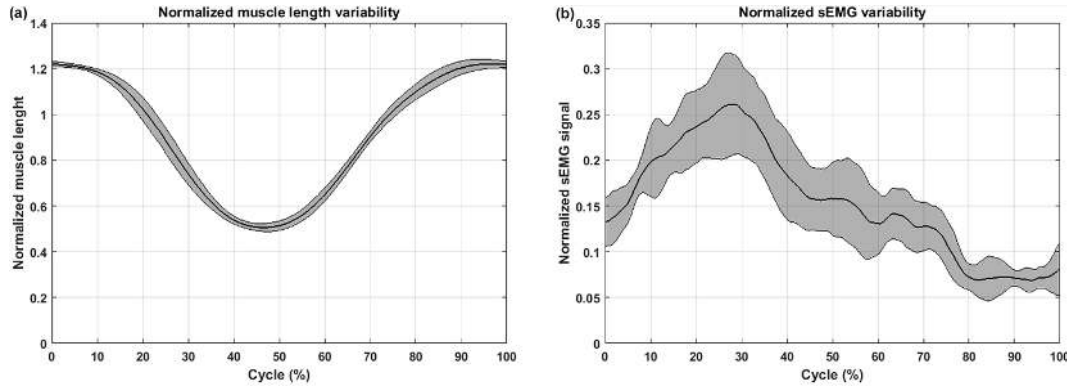 (a)
Normalized muscle length variability
1.4
1.2
1
0.8
0.6
0.4
0.2
0
Normalized muscle lenght
0 10 20 30 40 50 60 70 80 90 100
Cycle (%)
(b)
Normalized sEMG variability
0.35
0.3
0.25
0.2
0.15
0.1
0.05
0
Normalized sEMG signal
0 10 20 30 40 50 60 70 80 90 100
Cycle (%)